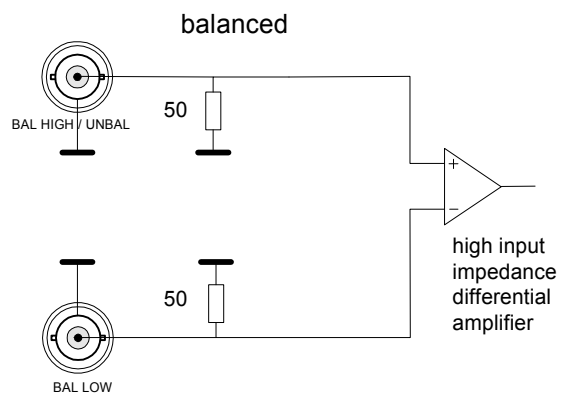 balanced
50
BAL HIGH / UNBAL
+
−
high input
impedance
differential
amplifier
50
BAL LOW